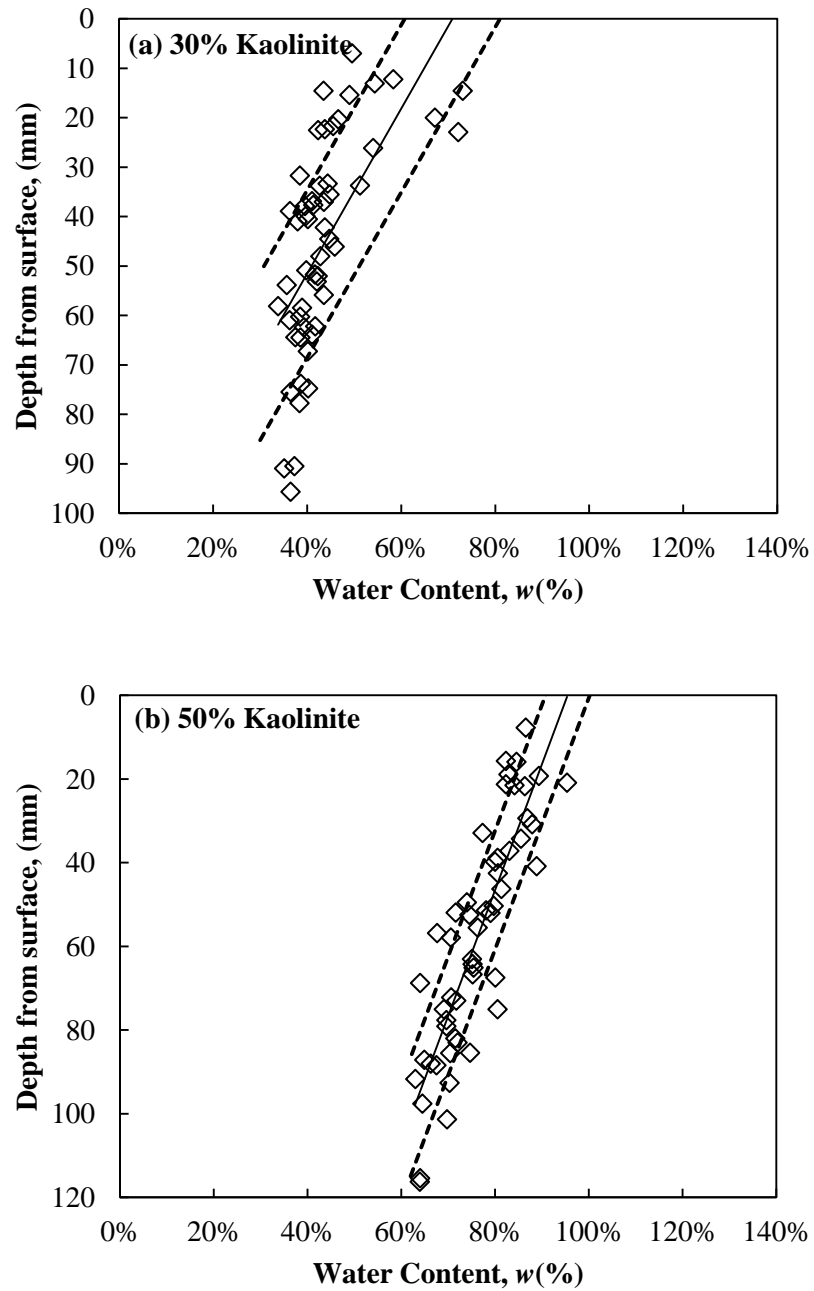 (a) 30% Kaolinite
Depth from surface, (mm)
0
10
20
30
40
50
60
70
80
90
100
0% 20% 40% 60% 80% 100% 120% 140%
Water Content, w(%)
(b) 50% Kaolinite
Depth from surface, (mm)
0
20
40
60
80
100
120
0% 20% 40% 60% 80% 100% 120% 140%
Water Content, w(%)